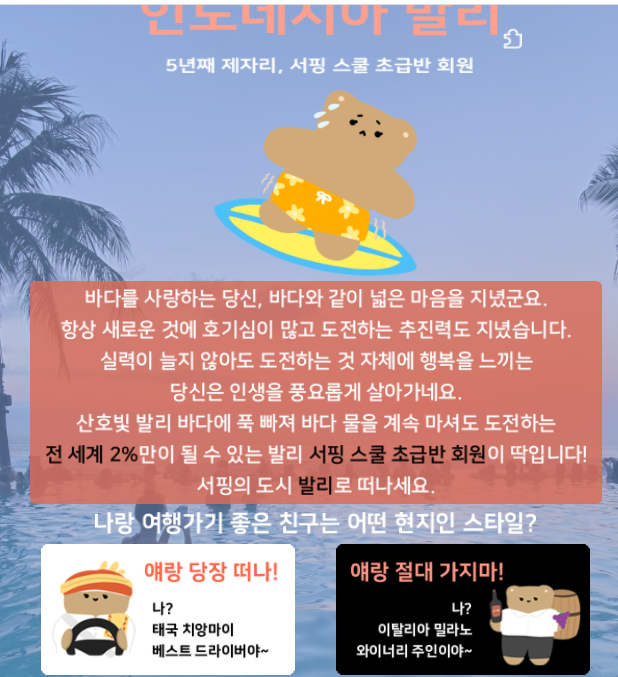 인도네시아 발리
5년째 제자리, 서핑 스쿨 초급반 회원
바다를 사랑하는 당신, 바다와 같이 넓은 마음을 지녔군요.
항상 새로운 것에 호기심이 많고 도전하는 추진력도 지녔습니다.
실력이 늘지 않아도 도전하는 것 자체에 행복을 느끼는
당신은 인생을 풍요롭게 살아가네요.
산호빛 발리 바다에 푹 빠져 바다 물을 계속 마셔도 도전하는
전 세계 2%만이 될 수 있는 발리 서핑 스쿨 초급반 회원이 딱입니다!
서핑의 도시 발리로 떠나세요.
나랑 여행가기 좋은 친구는 어떤 현지인 스타일?
얘랑 당장 떠나!
나?
태국 치앙마이
베스트 드라이버야~
얘랑 절대 가지마!
나?
이탈리아 밀라노
와이너리 주인이야~